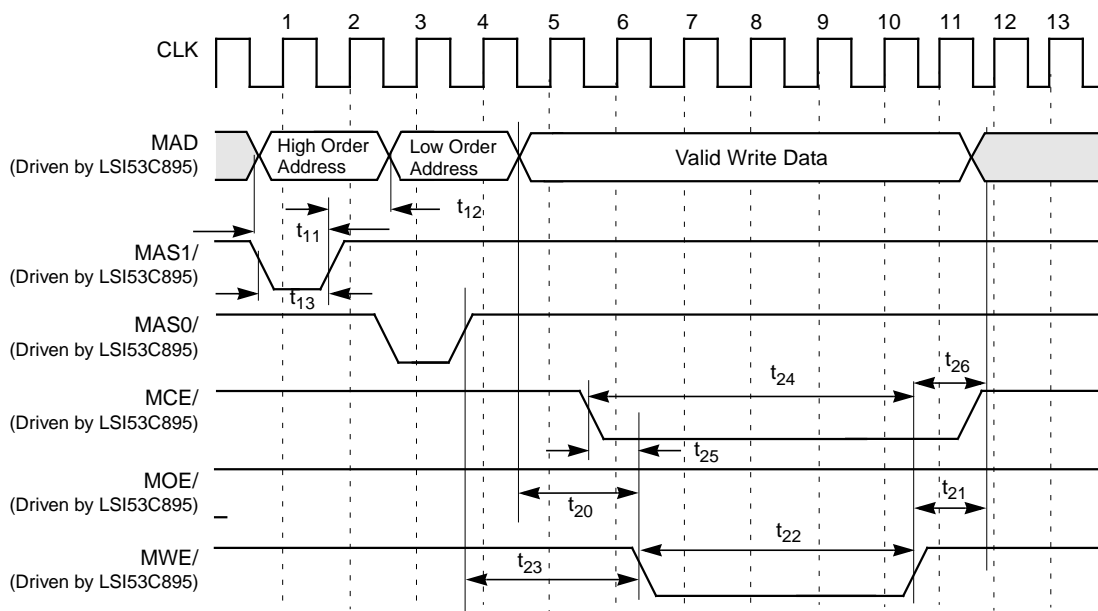 1 2 3 4 5 6 7 8 9 10 11 12 13
CLK
MAD
(Driven by LSI53C895)
High Order
Address
Low Order
Address
Valid Write Data
t12
t11
MAS1/
(Driven by LSI53C895)
t13
MAS0/
(Driven by LSI53C895)
t26
t24
MCE/
(Driven by LSI53C895)
t25
MOE/
(Driven by LSI53C895)
t21
t20
t22
MWE/
(Driven by LSI53C895)
t23